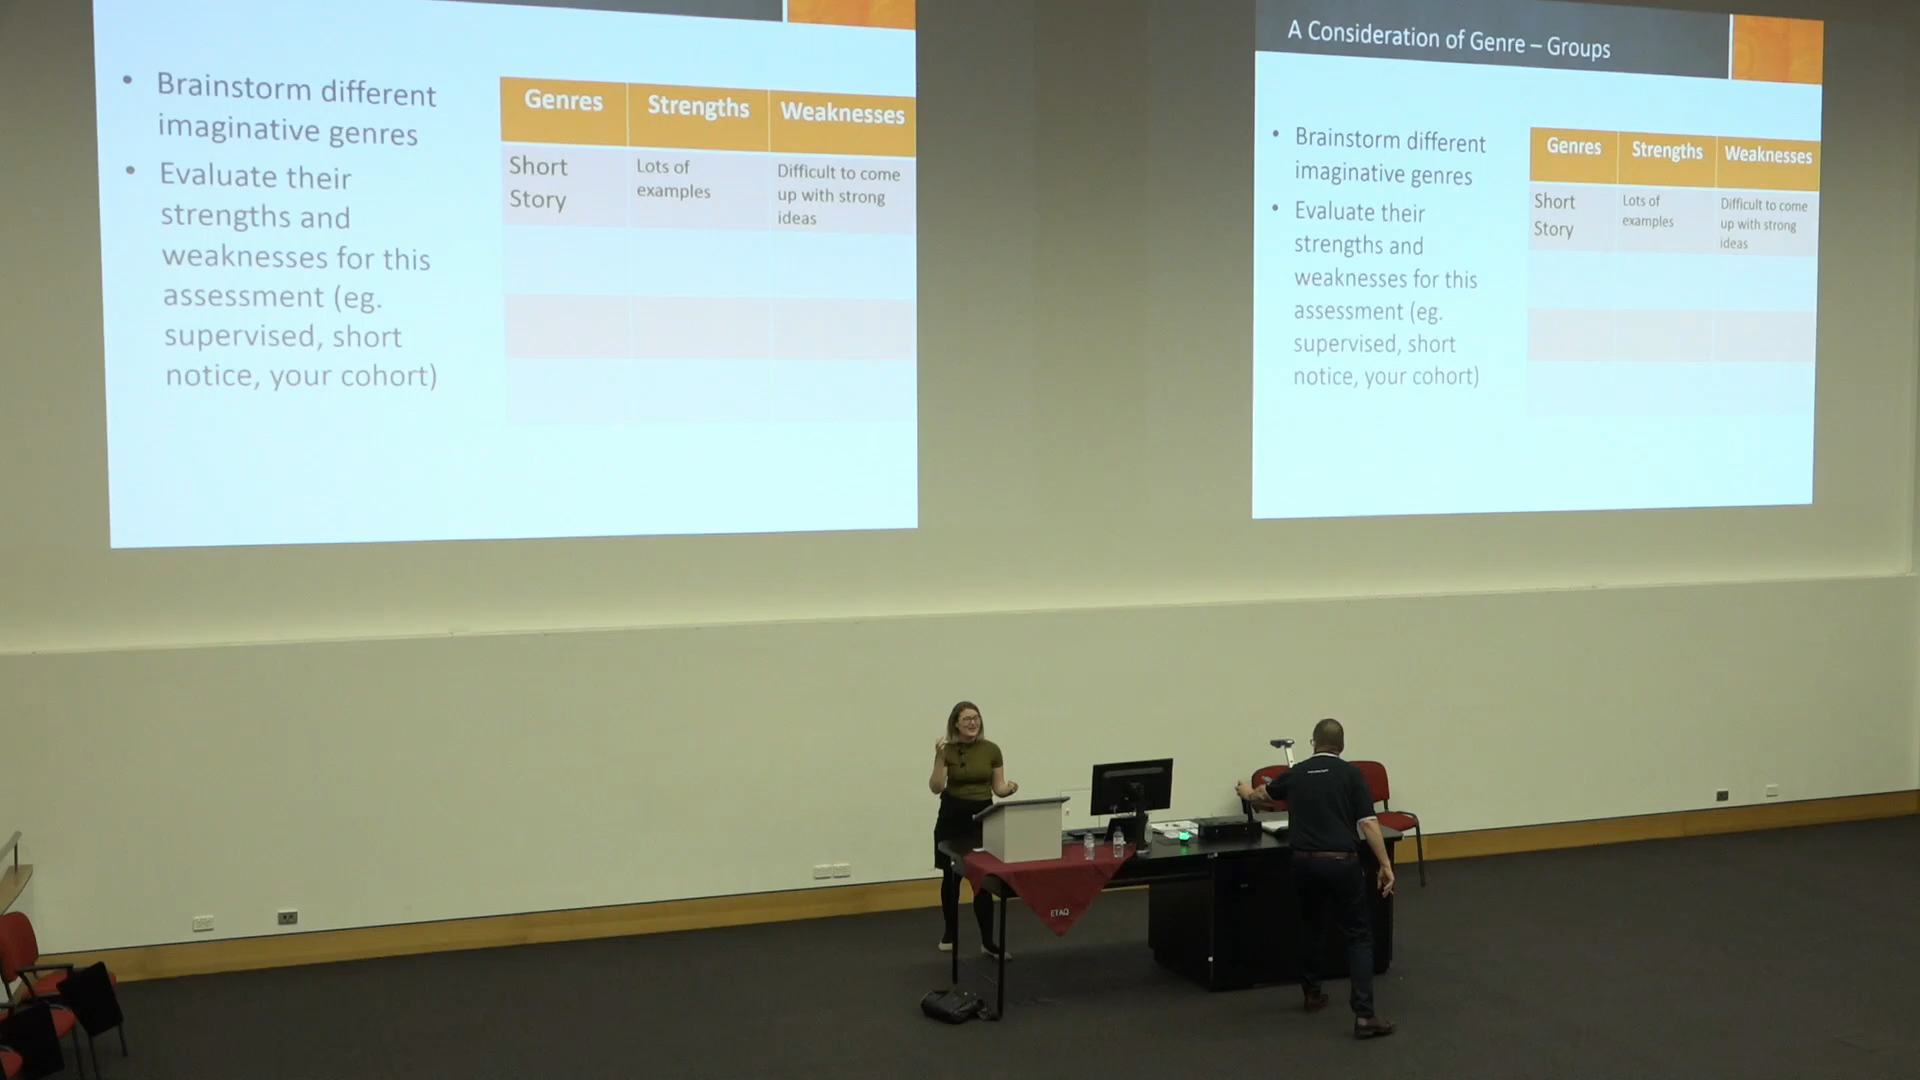 Brainstorm different
imaginative genres
Evaluate their
strengths and
weaknesses for this
assessment (eg.
supervised, short
notice, your cohort)
Genres Strengths Weaknesses
Short
Story
Lots of
examples
Difficult to come
up with strong
ideas
A Consideration of Genre – Groups
Brainstorm different
imaginative genres
Evaluate their
strengths and
weaknesses for this
assessment (eg.
supervised, short
notice, your cohort)
Genres Strengths Weaknesses
Short
Story
Lots of
examples
Difficult to come
up with strong
ideas
ETAQ